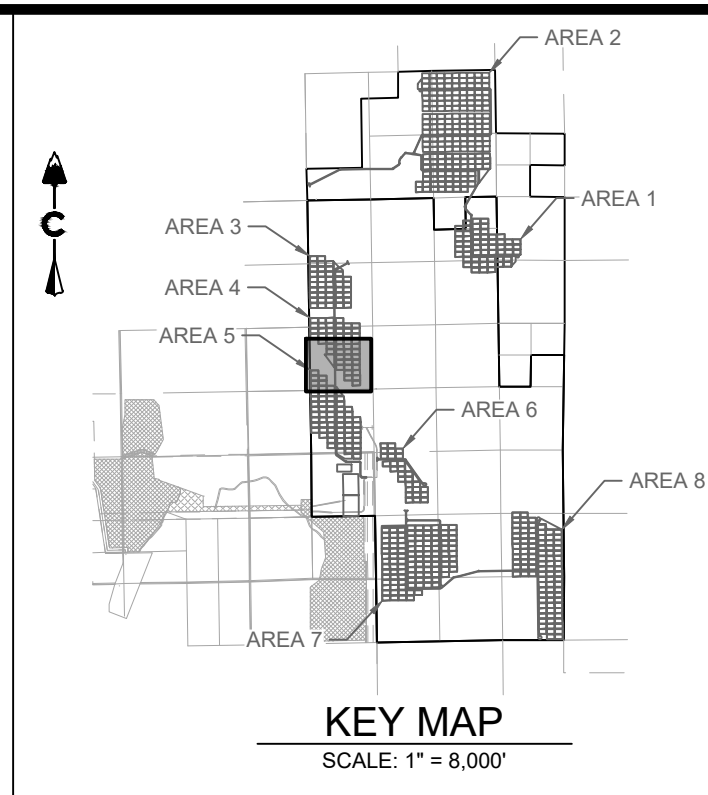 AREA 2
AREA 1
AREA 3
AREA 4
AREA 5
AREA 6
AREA 8
AREA 7
C
KEY MAP
SCALE: 1" = 8,000'